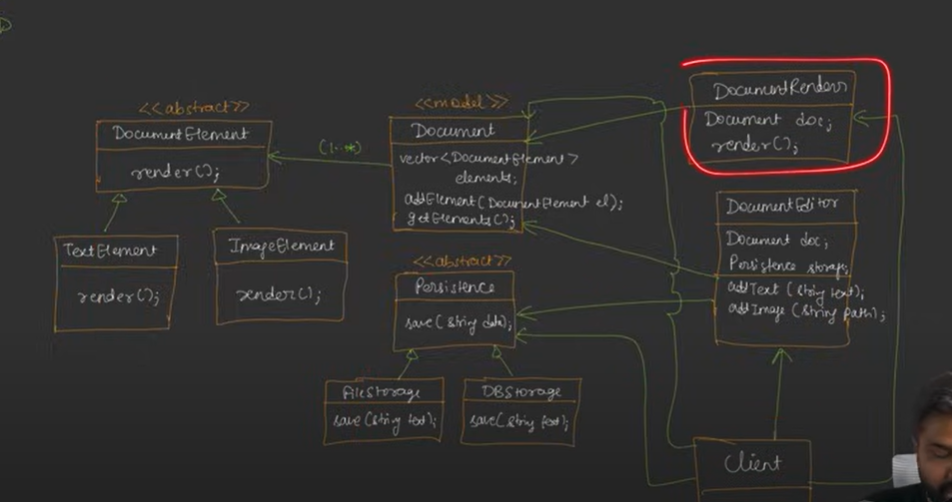 <<abstract>>
DocumentElement
render();
TextElement
render();
ImageElement
render();
(1..*)
<<model>>
Document
vector<DocumentElement>
elements;
addElement(DocumentElement el);
getElements();
<<abstract>>
Persistence
save(String data);
FileStorage
save(String text);
DBStorage
save(String text);
DocumentRenders
Document doc;
render();
DocumentEditor
Document doc;
Persistence storage;
addText (String text);
addImage (String path);
Client